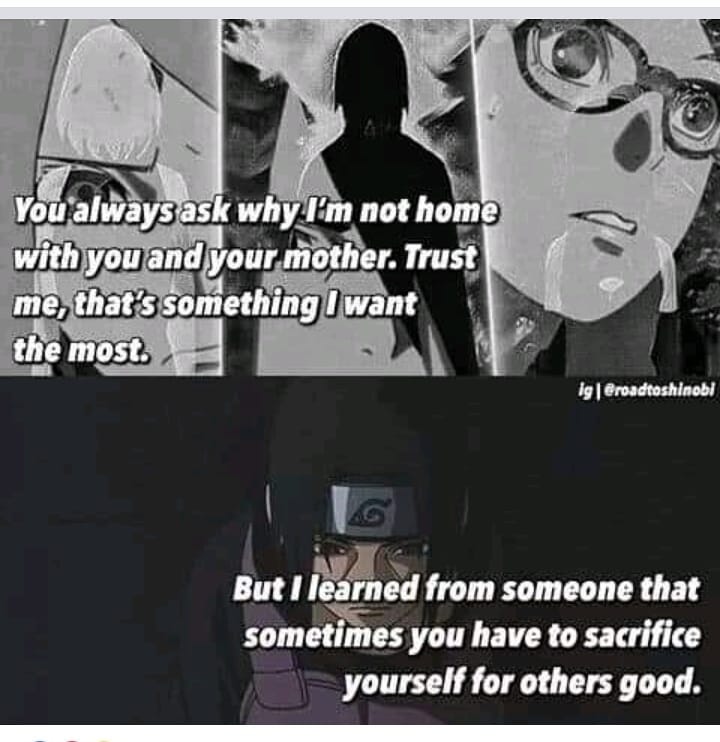 You always ask why I'm not home
with you and your mother. Trust
me, that's something I want
the most.
ig | @roadtoshinobi
But I learned from someone that
sometimes you have to sacrifice
yourself for others good.